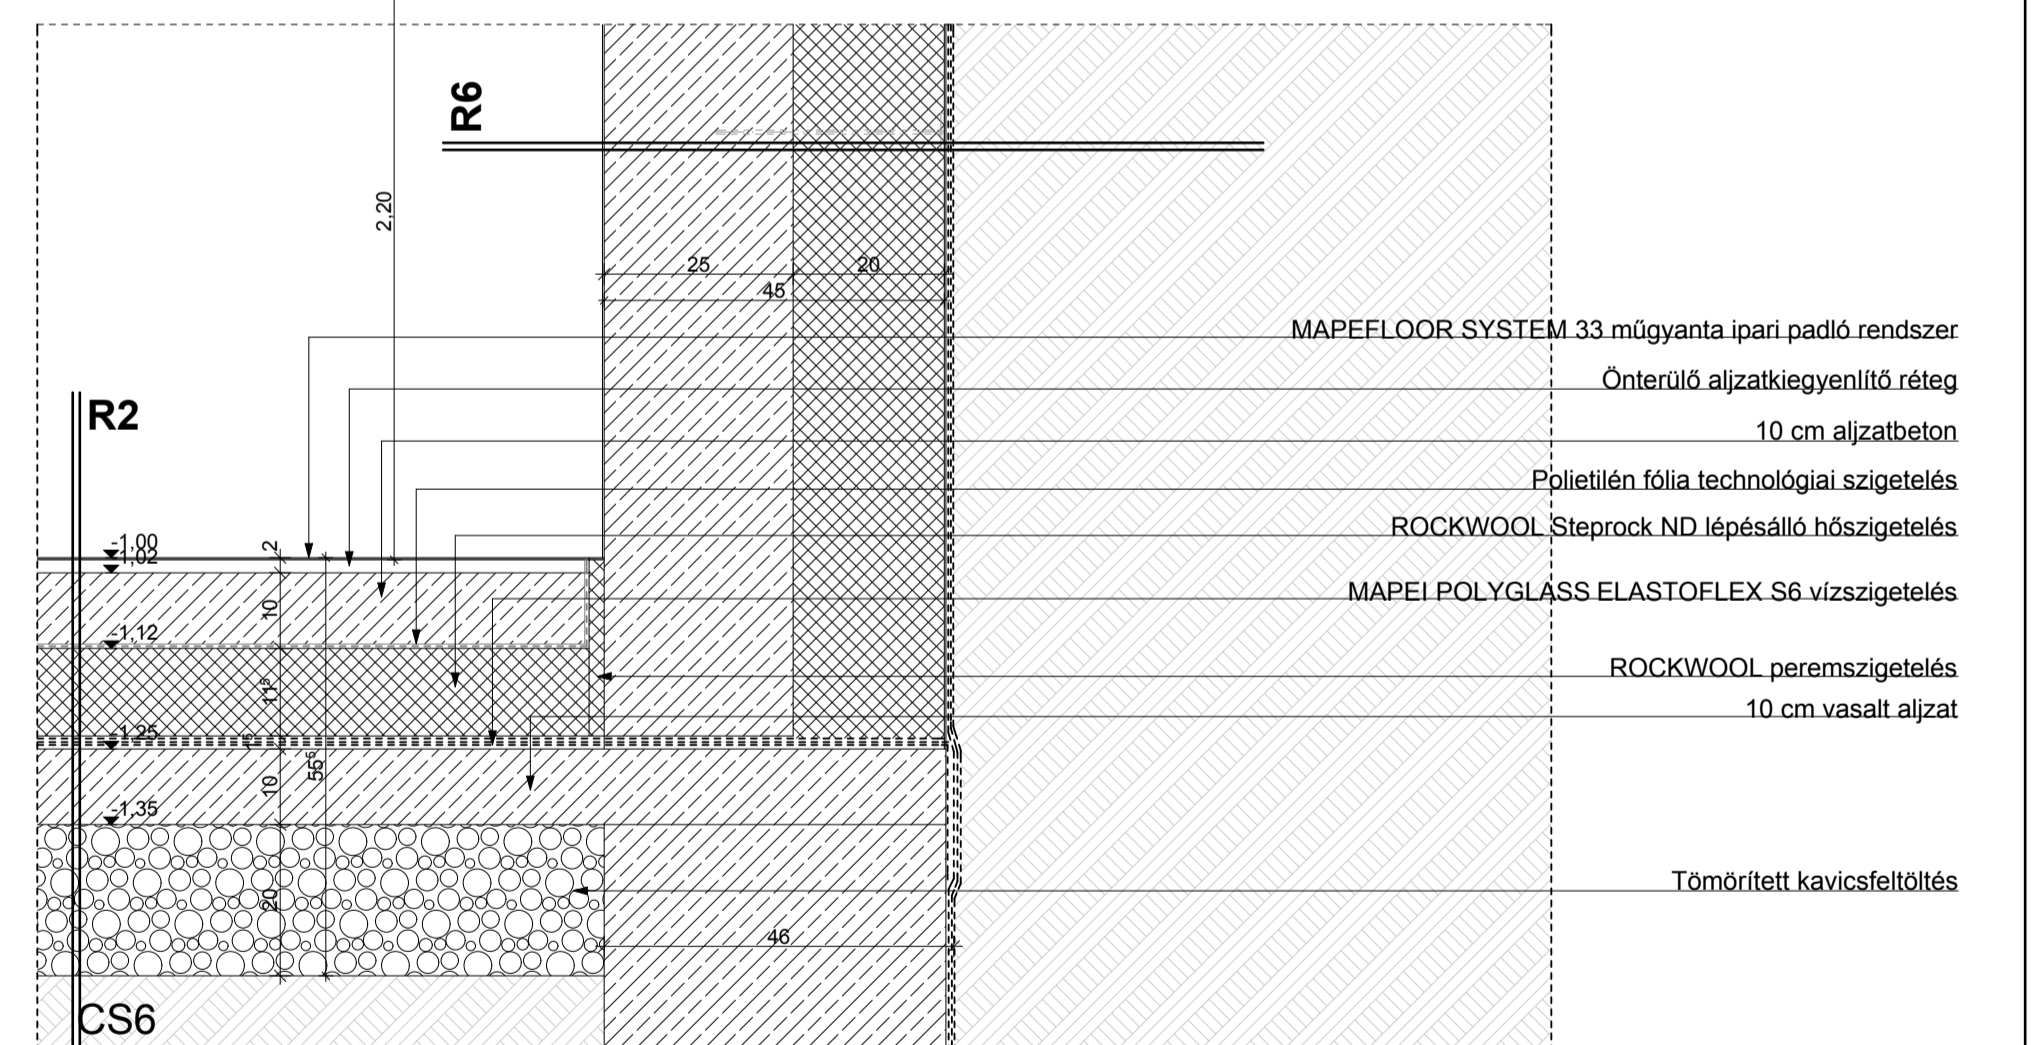 R6
2,20
25
20
45
MAPEFLOOR SYSTEM 33 műgyanta ipari padló rendszer
Önterülő aljzatkiegyenlítő réteg
R2
10 cm aljzatbeton
Polietilén fólia technológiai szigetelés
ROCKWOOL Steprock ND lépésálló hőszigetelés
-1,00
2
-1,02
MAPEI POLYGLASS ELASTOFLEX S6 vízszigetelés
10
-1,12
ROCKWOOL peremszigetelés
11⁵
10 cm vasalt aljzat
-1,25
1⁵
55⁵
10
-1,35
Tömörített kavicsfeltöltés
20
46
CS6